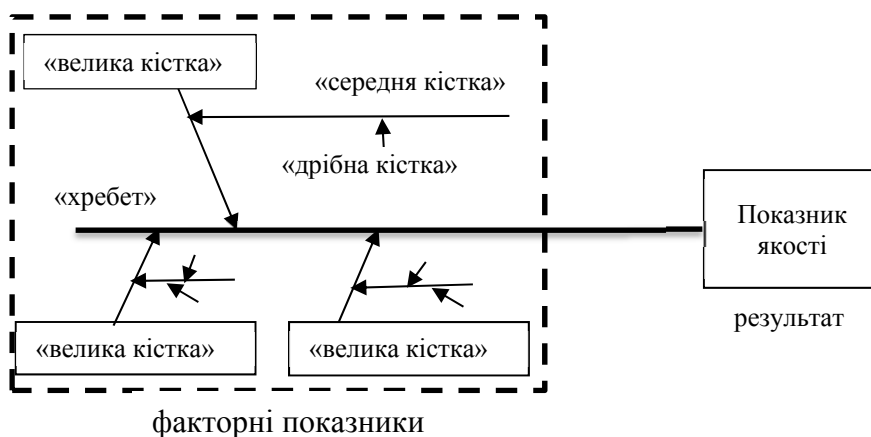 «велика кістка»
«середня кістка»
«дрібна кістка»
«хребет»
Показник
якості
результат
«велика кістка»
«велика кістка»
факторні показники